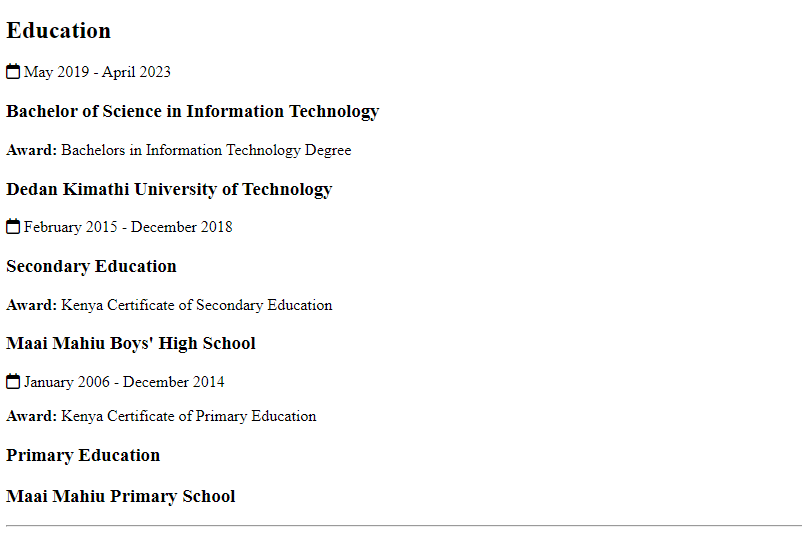 Education
May 2019 - April 2023
Bachelor of Science in Information Technology
Award: Bachelors in Information Technology Degree
Dedan Kimathi University of Technology
February 2015 - December 2018
Secondary Education
Award: Kenya Certificate of Secondary Education
Maai Mahiu Boys' High School
January 2006 - December 2014
Award: Kenya Certificate of Primary Education
Primary Education
Maai Mahiu Primary School